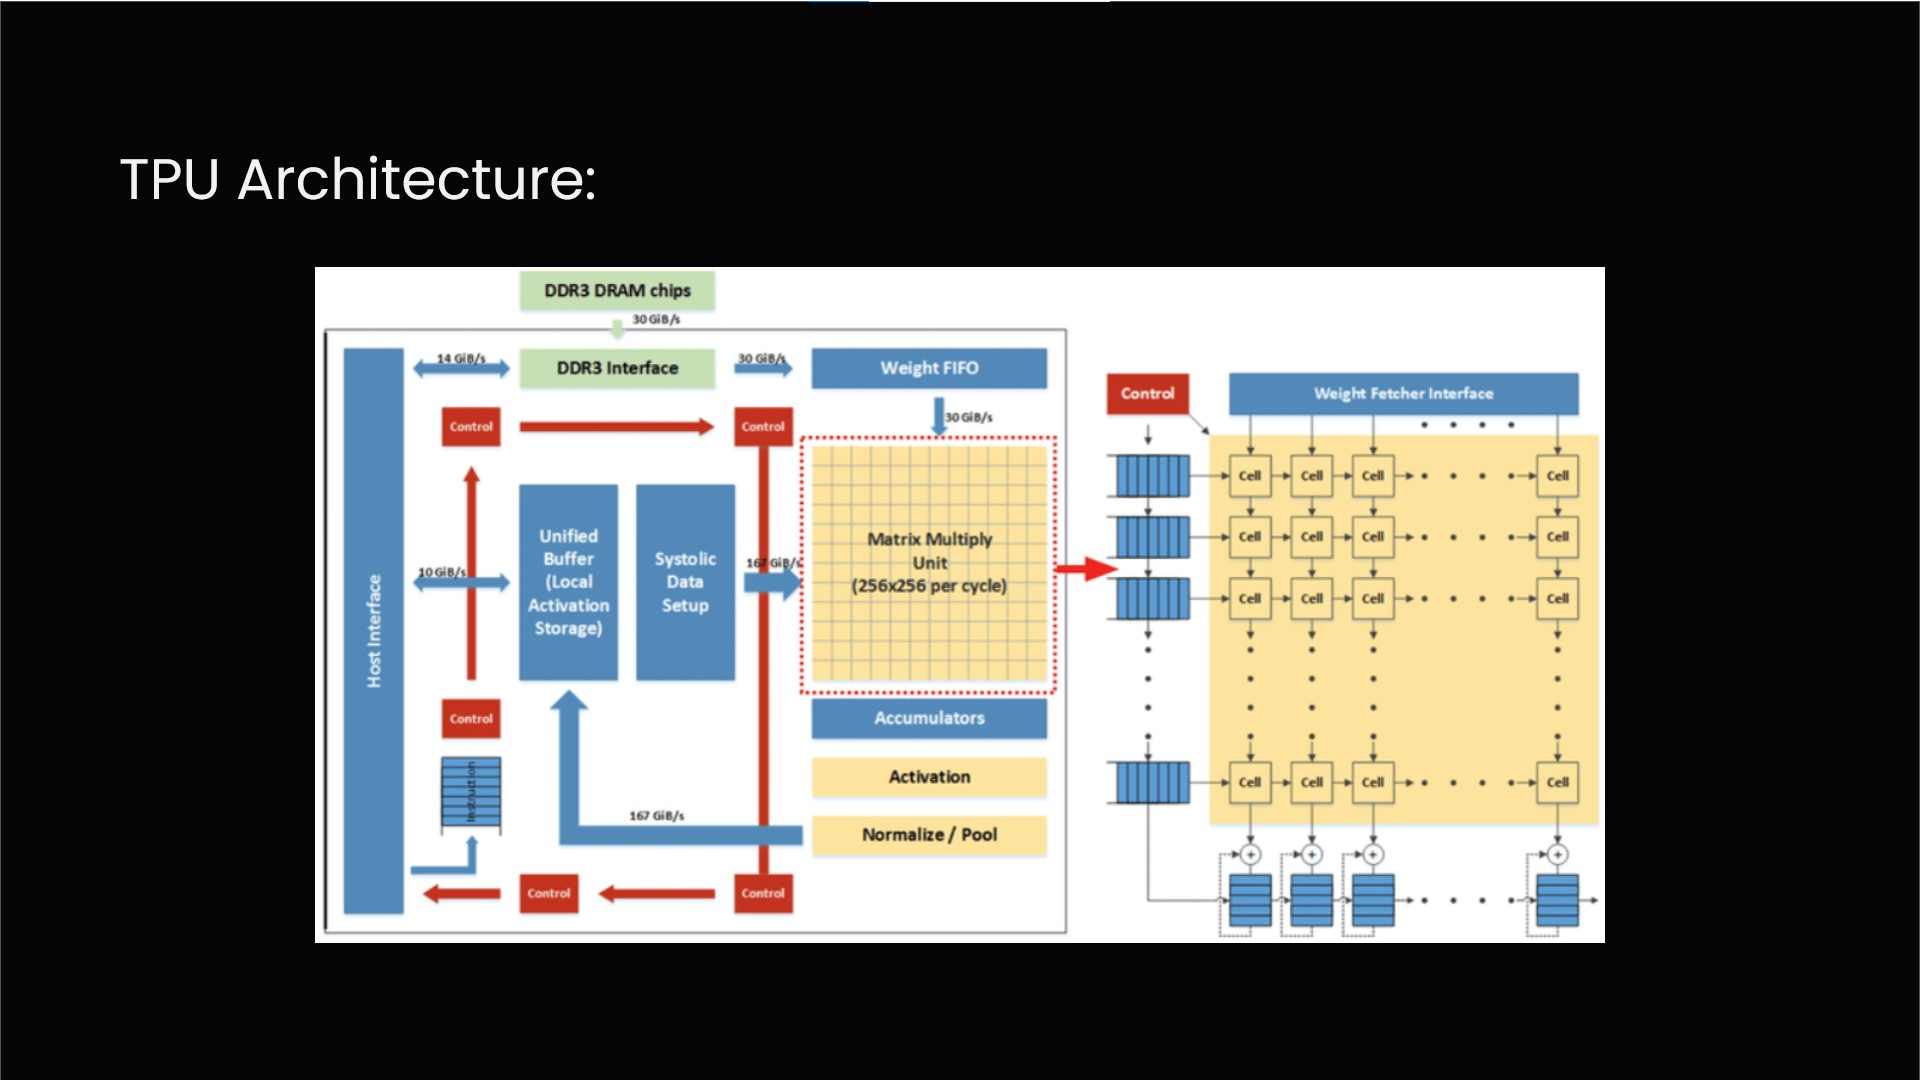 TPU Architecture:
DDR3 DRAM chips
30 GiB/s
14 GiB/s
DDR3 Interface
30 GiB/s
Weight FIFO
30 GiB/s
Control
Control
Host Interface
10 GiB/s
Unified
Buffer
(Local
Activation
Storage)
Systolic
Data
Setup
167 GiB/s
Matrix Multiply
Unit
(256x256 per cycle)
Control
Accumulators
Instruction
Activation
167 GiB/s
Normalize / Pool
Control
Control
Control
Weight Fetcher Interface
Cell Cell Cell Cell
Cell Cell Cell Cell
Cell Cell Cell Cell
Cell Cell Cell Cell
+ + + +